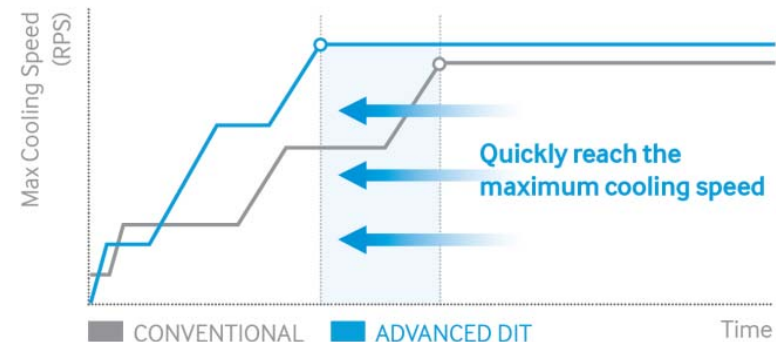 Max Cooling Speed
(RPS)
Quickly reach the
maximum cooling speed
Time
CONVENTIONAL
ADVANCED DIT